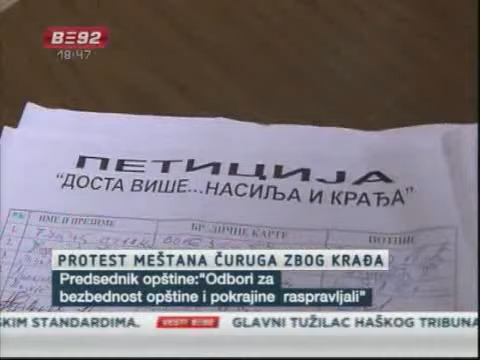 B92
18:47
ПЕТИЦИЈА
"ДОСТА ВИШЕ...НАСИЉА И КРАЂА"
ИМЕ И ПРЕЗИМЕ БР. ЛИЧНЕ КАРТЕ ПОТПИС
PROTEST MEŠTANA ČURUGA ZBOG KRAĐA
Predsednik opštine:"Odbori za
bezbednost opštine i pokrajine raspravljali"
SKIM STANDARDIMA. VESTI B92 GLAVNI TUŽILAC HAŠKOG TRIBUNA